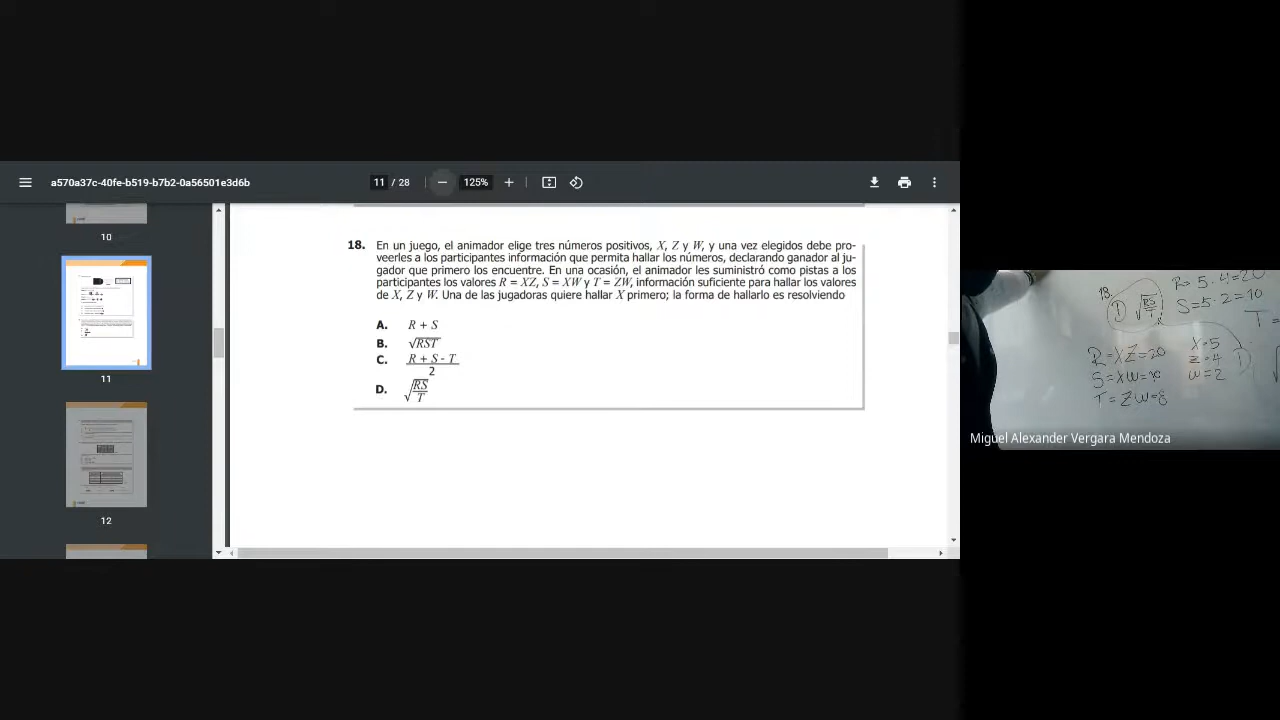 a570a37c-40fe-b519-b7b2-0a56501e3d6b
11 / 28
125%
10
11
12
18. En un juego, el animador elige tres números positivos, X, Z y W, y una vez elegidos debe pro-
veerles a los participantes información que permita hallar los números, declarando ganador al ju-
gador que primero los encuentre. En una ocasión, el animador les suministró como pistas a los
participantes los valores R = XZ, S = XW y T = ZW, información suficiente para hallar los valores
de X, Z y W. Una de las jugadoras quiere hallar X primero; la forma de hallarlo es resolviendo
A. R + S
B. √RST
C. R + S - T
2
D. √RS
T
18
D √RS
R= 5·4=20
S=5·2=10
T=
R=XZ=20
S=XW=10
T=ZW=8
X=5
Z=4
W=2
D
Miguel Alexander Vergara Mendoza